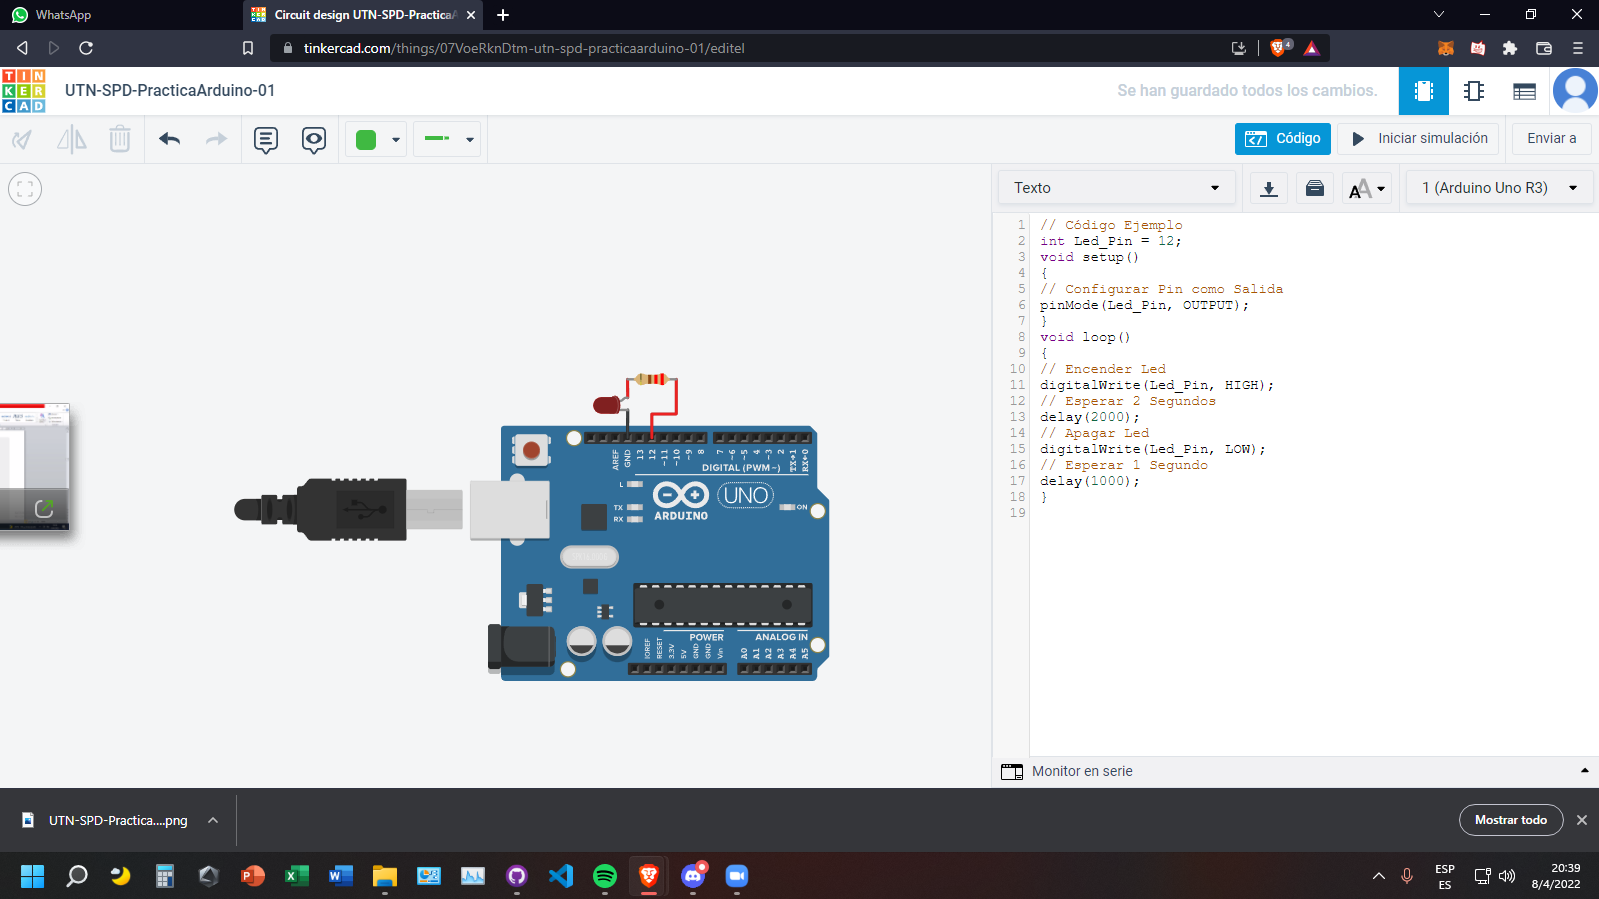 WhatsApp
Circuit design UTN-SPD-PracticaA
tinkercad.com/things/07VoeRknDtm-utn-spd-practicaarduino-01/editel
4
TIN
KER
CAD
UTN-SPD-PracticaArduino-01
Se han guardado todos los cambios.
Código
Iniciar simulación
Enviar a
Texto
1 (Arduino Uno R3)
1 // Código Ejemplo
2 int Led_Pin = 12;
3 void setup()
4 {
5 // Configurar Pin como Salida
6 pinMode(Led_Pin, OUTPUT);
7 }
8 void loop()
9 {
10 // Encender Led
11 digitalWrite(Led_Pin, HIGH);
12 // Esperar 2 Segundos
13 delay(2000);
14 // Apagar Led
15 digitalWrite(Led_Pin, LOW);
16 // Esperar 1 Segundo
17 delay(1000);
18 }
19
AREF GND 13 12 ~11 ~10 ~9 8 7 ~6 ~5 4 ~3 2 TX→1 RX←0
DIGITAL (PWM~)
L
TX
RX
ARDUINO
UNO
ON
POWER
ANALOG IN
IOREF RESET 3.3V 5V GND GND Vin A0 A1 A2 A3 A4 A5
Monitor en serie
UTN-SPD-Practica....png
Mostrar todo
ESP
ES
20:39
8/4/2022